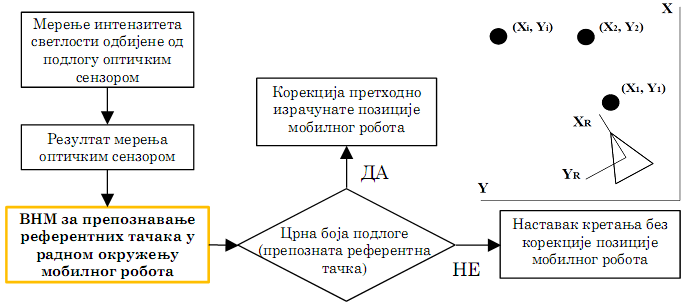 Мерење интензитета
светлости одбијене од
подлогу оптичким
сензором
Резултат мерења
оптичким сензором
ВНМ за препознавање
референтних тачака у
радном окружењу
мобилног робота
Црна боја подлоге
(препозната референтна
тачка)
ДА
Корекција претходно
израчунате позиције
мобилног робота
НЕ
Наставак кретања без
корекције позиције
мобилног робота
X
(Xi, Yi)
(X2, Y2)
(X1, Y1)
XR
YR
Y